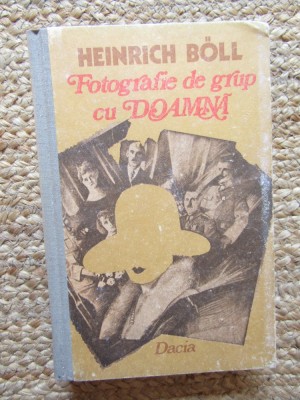 HEINRICH BÖLL
Fotografie de grup
cu DOAMNĂ
Dacia